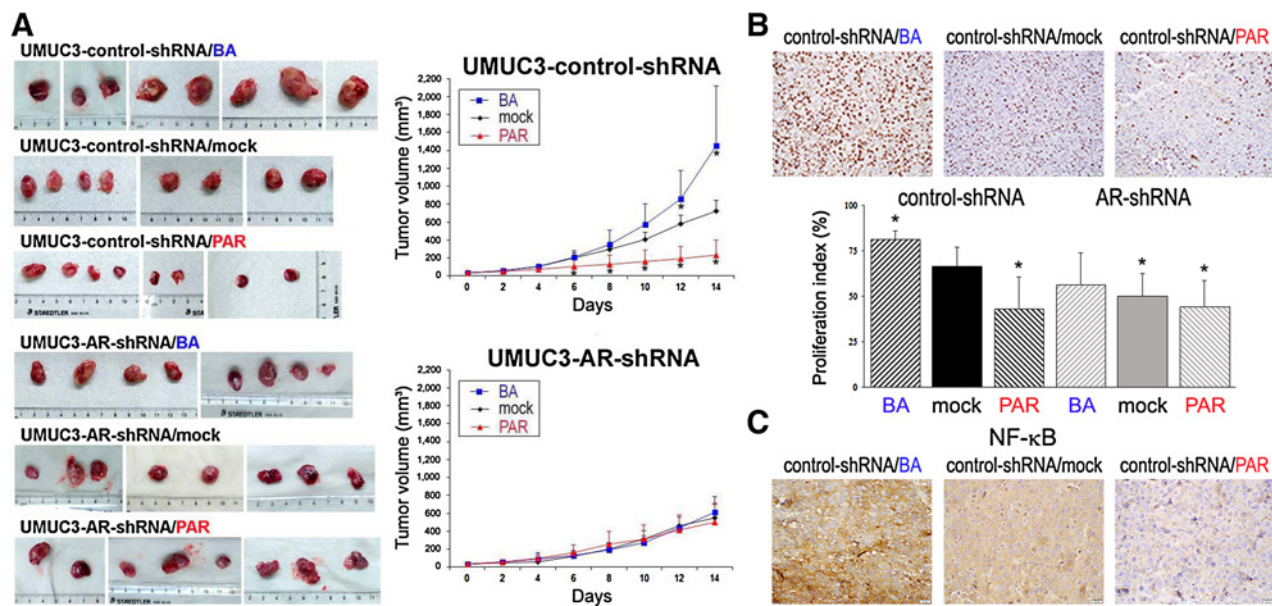 A
UMUC3-control-shRNA/BA
UMUC3-control-shRNA/mock
UMUC3-control-shRNA/PAR
STAEDTLER
UMUC3-AR-shRNA/BA
STAEDTLER
UMUC3-AR-shRNA/mock
UMUC3-AR-shRNA/PAR
STAEDTLER
UMUC3-control-shRNA
Tumor volume (mm³)
2,200
2,000
1,800
1,600
1,400
1,200
1,000
800
600
400
200
0
BA
mock
PAR
* * * * * * *
0 2 4 6 8 10 12 14
Days
UMUC3-AR-shRNA
Tumor volume (mm³)
2,200
2,000
1,800
1,600
1,400
1,200
1,000
800
600
400
200
0
BA
mock
PAR
0 2 4 6 8 10 12 14
Days
B
control-shRNA/BA control-shRNA/mock control-shRNA/PAR
control-shRNA AR-shRNA
Proliferation index (%)
100
75
50
25
0
* * * *
BA mock PAR BA mock PAR
C
NF-κB
control-shRNA/BA control-shRNA/mock control-shRNA/PAR